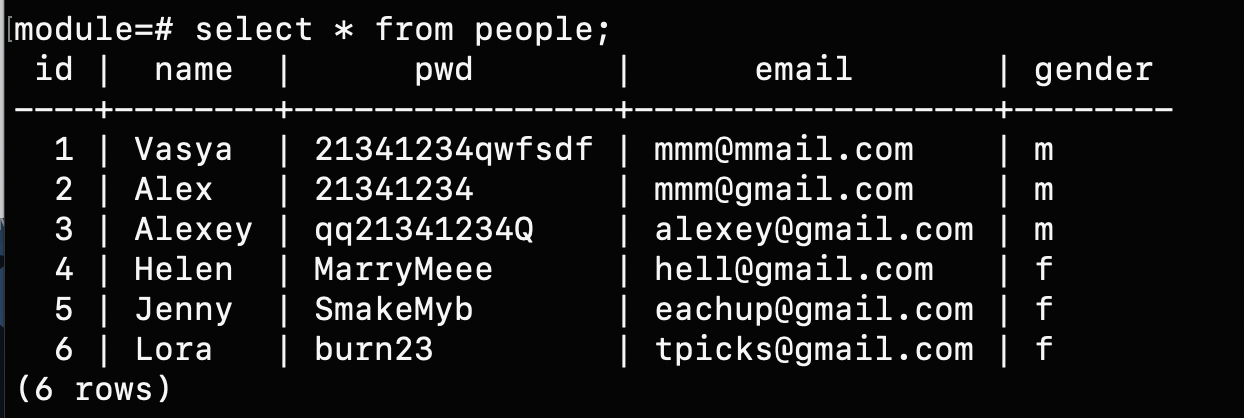 module=# select * from people;
 id |  name  |      pwd       |      email       | gender
----+--------+----------------+------------------+--------
  1 | Vasya  | 21341234qwfsdf | mmm@mmail.com    | m
  2 | Alex   | 21341234       | mmm@gmail.com    | m
  3 | Alexey | qq21341234Q    | alexey@gmail.com | m
  4 | Helen  | MarryMeee      | hell@gmail.com   | f
  5 | Jenny  | SmakeMyb       | eachup@gmail.com | f
  6 | Lora   | burn23         | tpicks@gmail.com | f
(6 rows)